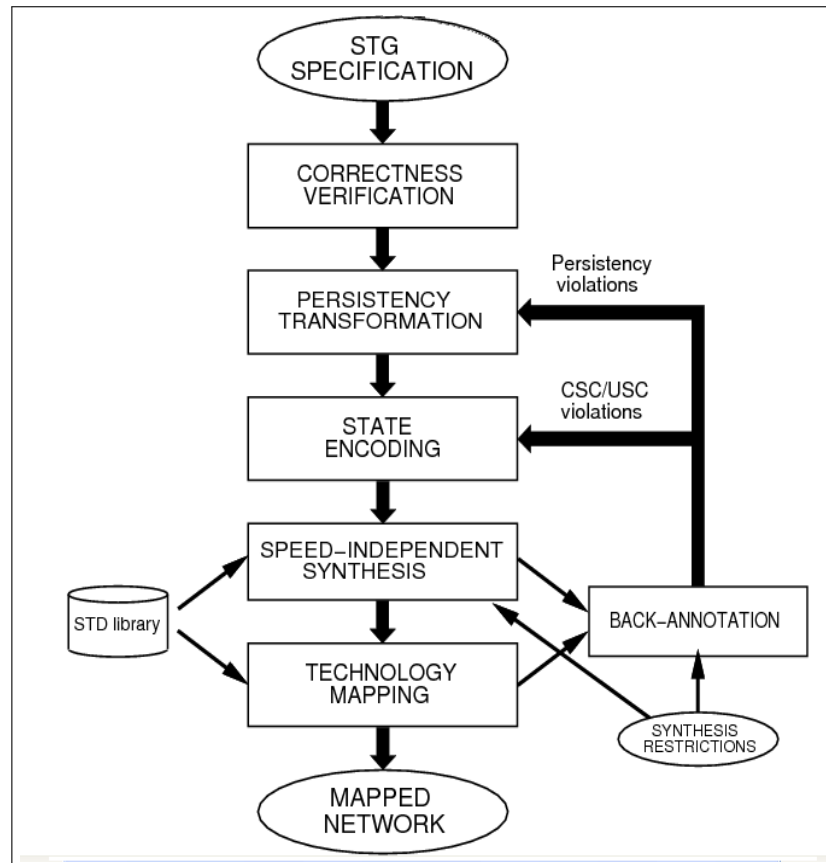 STG
SPECIFICATION
CORRECTNESS
VERIFICATION
Persistency
violations
PERSISTENCY
TRANSFORMATION
CSC/USC
violations
STATE
ENCODING
SPEED-INDEPENDENT
SYNTHESIS
STD library
BACK-ANNOTATION
TECHNOLOGY
MAPPING
SYNTHESIS
RESTRICTIONS
MAPPED
NETWORK